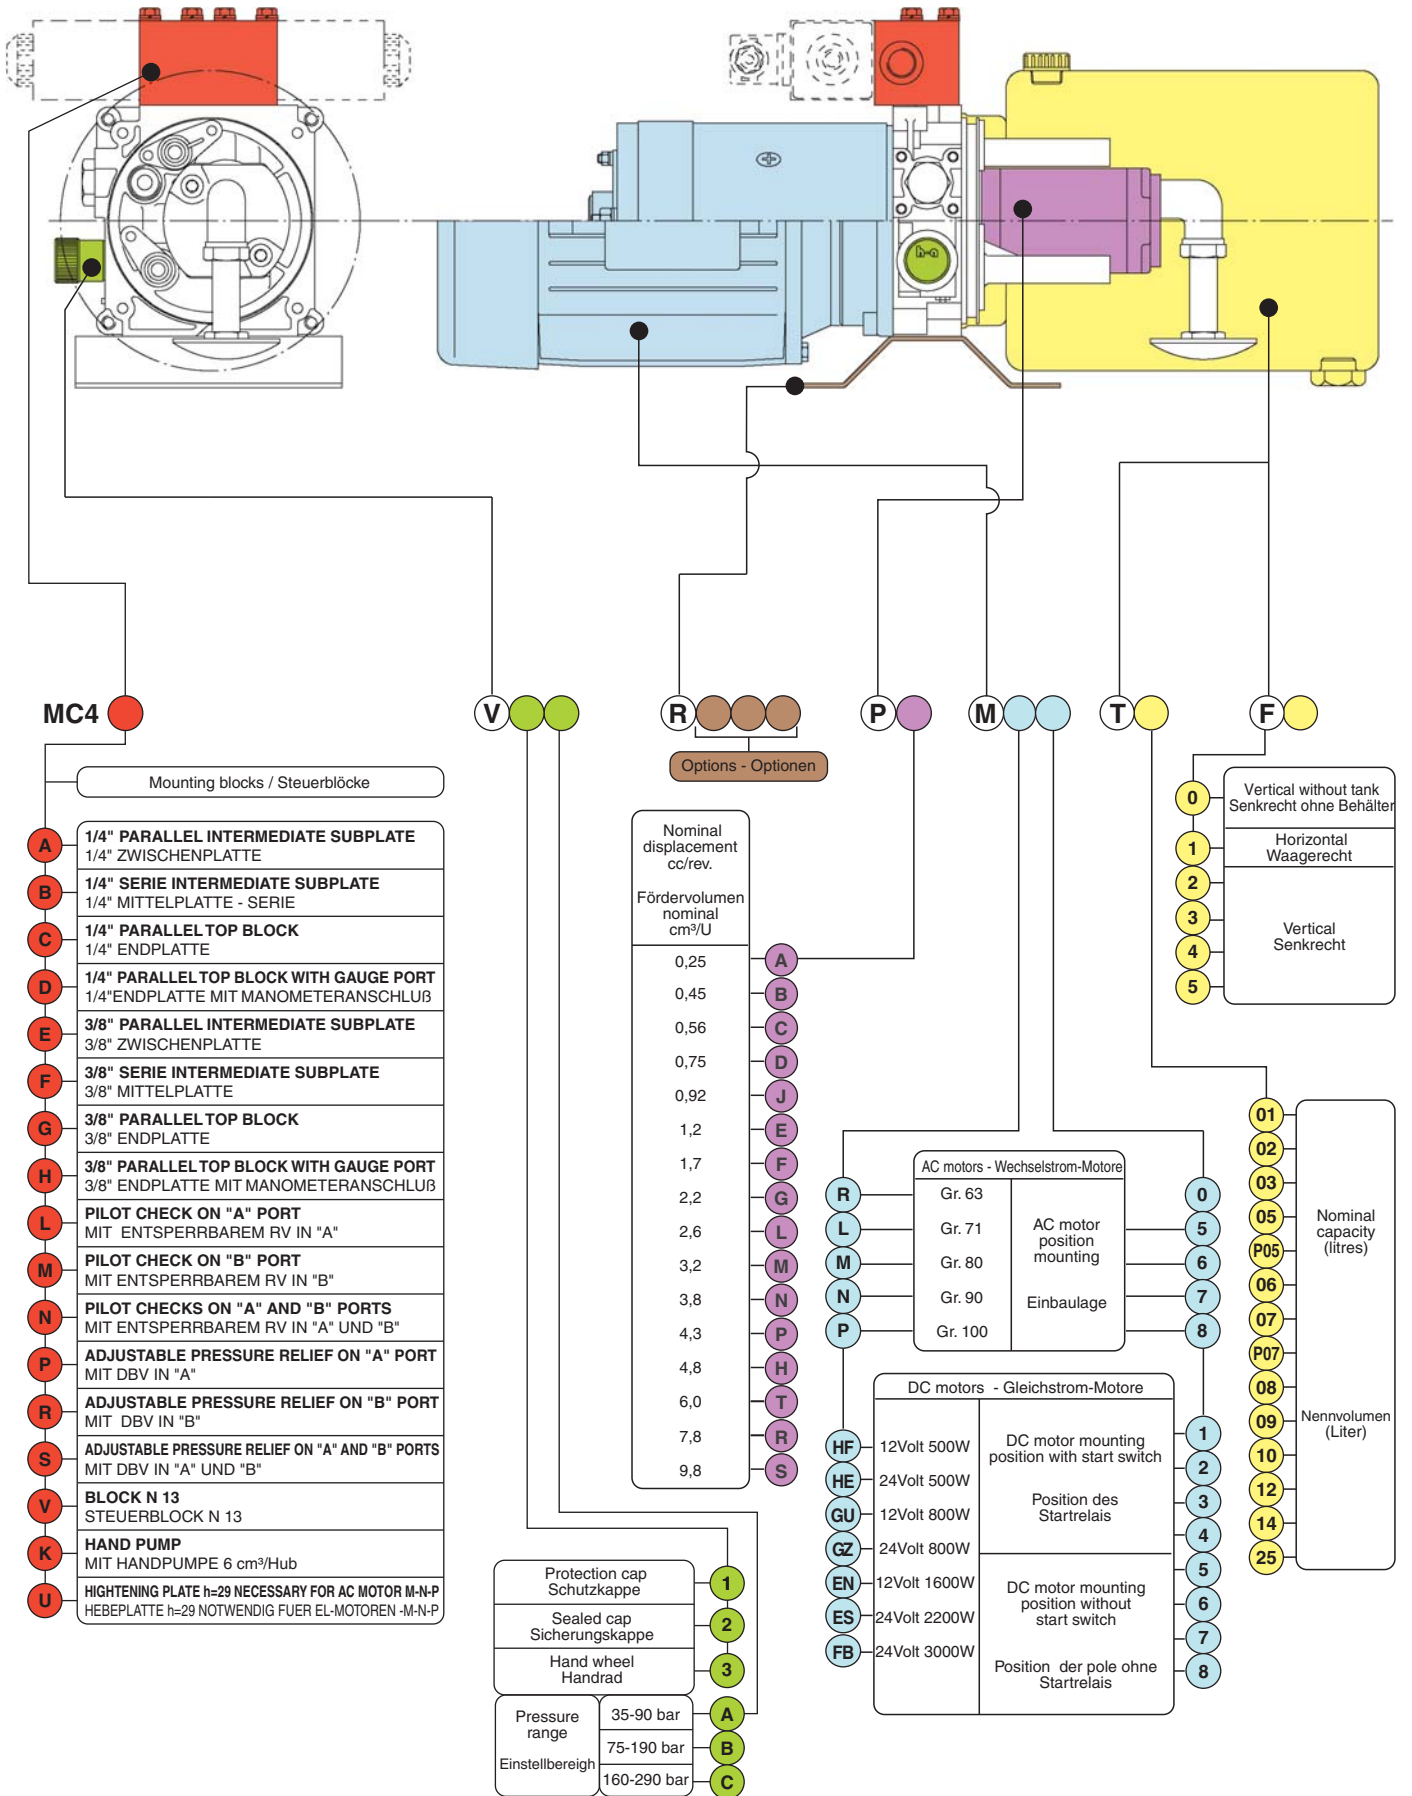 h-a
MC4
V
R
P
M
T
F
Options - Optionen
Mounting blocks / Steuerblöcke
A
1/4" PARALLEL INTERMEDIATE SUBPLATE
1/4" ZWISCHENPLATTE
B
1/4" SERIE INTERMEDIATE SUBPLATE
1/4" MITTELPLATTE - SERIE
C
1/4" PARALLEL TOP BLOCK
1/4" ENDPLATTE
D
1/4" PARALLEL TOP BLOCK WITH GAUGE PORT
1/4"ENDPLATTE MIT MANOMETERANSCHLUß
E
3/8" PARALLEL INTERMEDIATE SUBPLATE
3/8" ZWISCHENPLATTE
F
3/8" SERIE INTERMEDIATE SUBPLATE
3/8" MITTELPLATTE
G
3/8" PARALLEL TOP BLOCK
3/8" ENDPLATTE
H
3/8" PARALLEL TOP BLOCK WITH GAUGE PORT
3/8" ENDPLATTE MIT MANOMETERANSCHLUß
L
PILOT CHECK ON "A" PORT
MIT ENTSPERRBAREM RV IN "A"
M
PILOT CHECK ON "B" PORT
MIT ENTSPERRBAREM RV IN "B"
N
PILOT CHECKS ON "A" AND "B" PORTS
MIT ENTSPERRBAREM RV IN "A" UND "B"
P
ADJUSTABLE PRESSURE RELIEF ON "A" PORT
MIT DBV IN "A"
R
ADJUSTABLE PRESSURE RELIEF ON "B" PORT
MIT DBV IN "B"
S
ADJUSTABLE PRESSURE RELIEF ON "A" AND "B" PORTS
MIT DBV IN "A" UND "B"
V
BLOCK N 13
STEUERBLOCK N 13
K
HAND PUMP
MIT HANDPUMPE 6 cm³/Hub
U
HIGHTENING PLATE h=29 NECESSARY FOR AC MOTOR M-N-P
HEBEPLATTE h=29 NOTWENDIG FUER EL-MOTOREN -M-N-P
Protection cap
Schutzkappe
1
Sealed cap
Sicherungskappe
2
Hand wheel
Handrad
3
Pressure
range
Einstellbereigh
35-90 bar
A
75-190 bar
B
160-290 bar
C
Nominal
displacement
cc/rev.
Fördervolumen
nominal
cm³/U
0,25 A
0,45 B
0,56 C
0,75 D
0,92 J
1,2 E
1,7 F
2,2 G
2,6 L
3,2 M
3,8 N
4,3 P
4,8 H
6,0 T
7,8 R
9,8 S
AC motors - Wechselstrom-Motore
R Gr. 63
L Gr. 71
M Gr. 80
N Gr. 90
P Gr. 100
AC motor
position
mounting
Einbaulage
0
5
6
7
8
DC motors - Gleichstrom-Motore
HF 12Volt 500W
HE 24Volt 500W
GU 12Volt 800W
GZ 24Volt 800W
EN 12Volt 1600W
ES 24Volt 2200W
FB 24Volt 3000W
DC motor mounting
position with start switch
Position des
Startrelais
1
2
3
4
DC motor mounting
position without
start switch
Position der pole ohne
Startrelais
5
6
7
8
0
Vertical without tank
Senkrecht ohne Behälter
1
Horizontal
Waagerecht
2
3
4
5
Vertical
Senkrecht
01
02
03
05
P05
06
07
P07
08
09
10
12
14
25
Nominal
capacity
(litres)
Nennvolumen
(Liter)